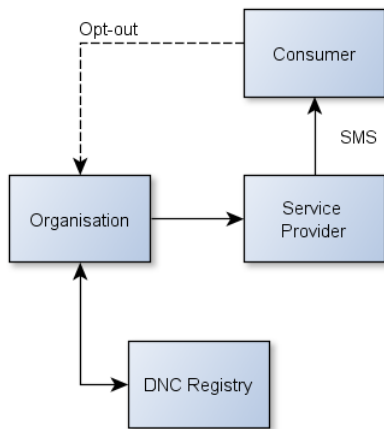 Opt-out
Consumer
SMS
Organisation
Service
Provider
DNC Registry